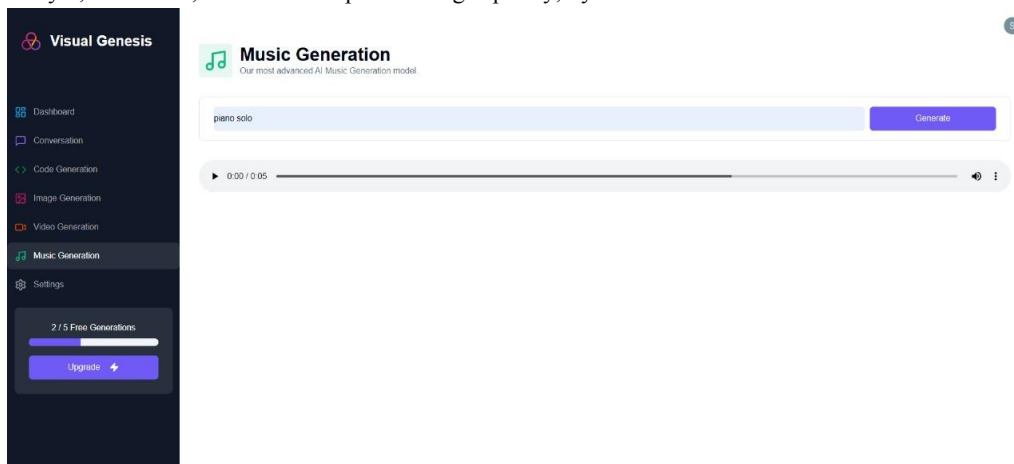 Visual Genesis
Dashboard
Conversation
Code Generation
Image Generation
Video Generation
Music Generation
Settings
2 / 5 Free Generations
Upgrade
S
Music Generation
Our most advanced AI Music Generation model.
piano solo
Generate
0:00 / 0:05